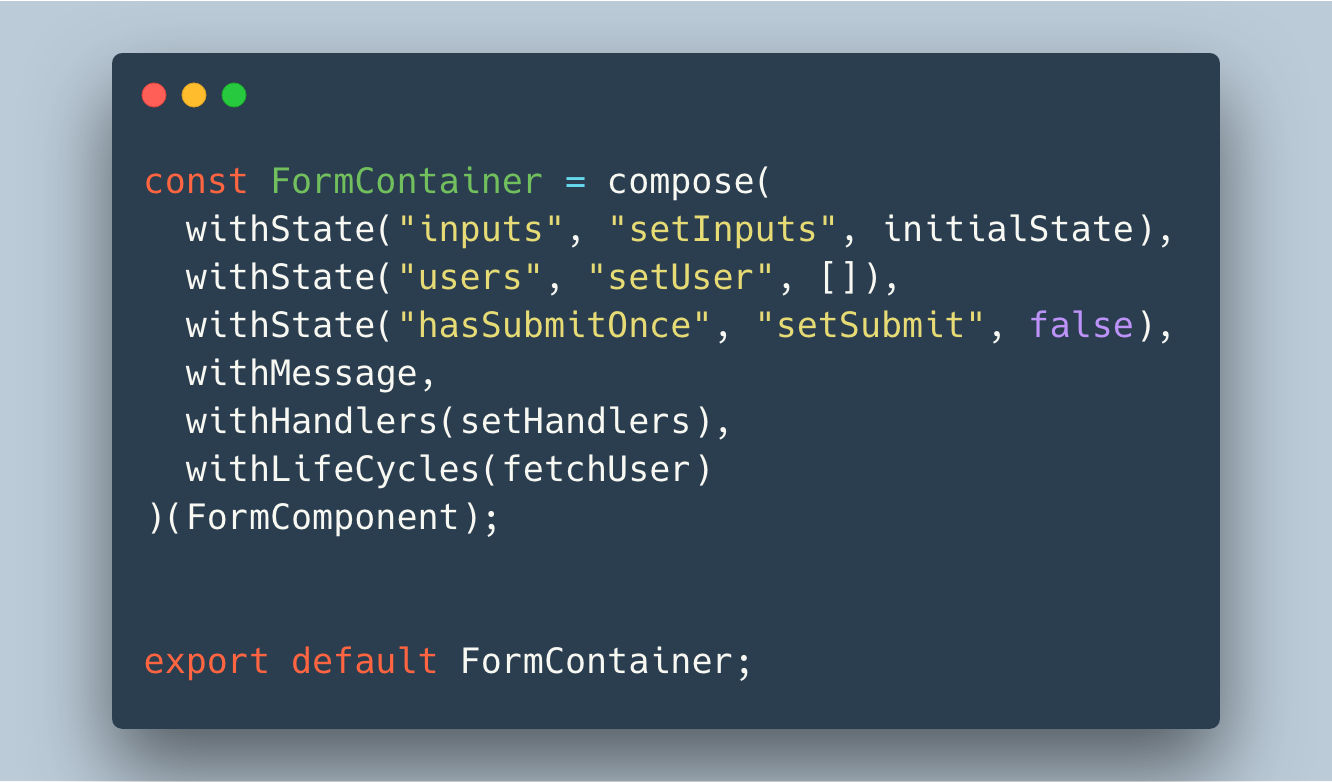 const FormContainer = compose(
  withState("inputs", "setInputs", initialState),
  withState("users", "setUser", []),
  withState("hasSubmitOnce", "setSubmit", false),
  withMessage,
  withHandlers(setHandlers),
  withLifeCycles(fetchUser)
)(FormComponent);
export default FormContainer;